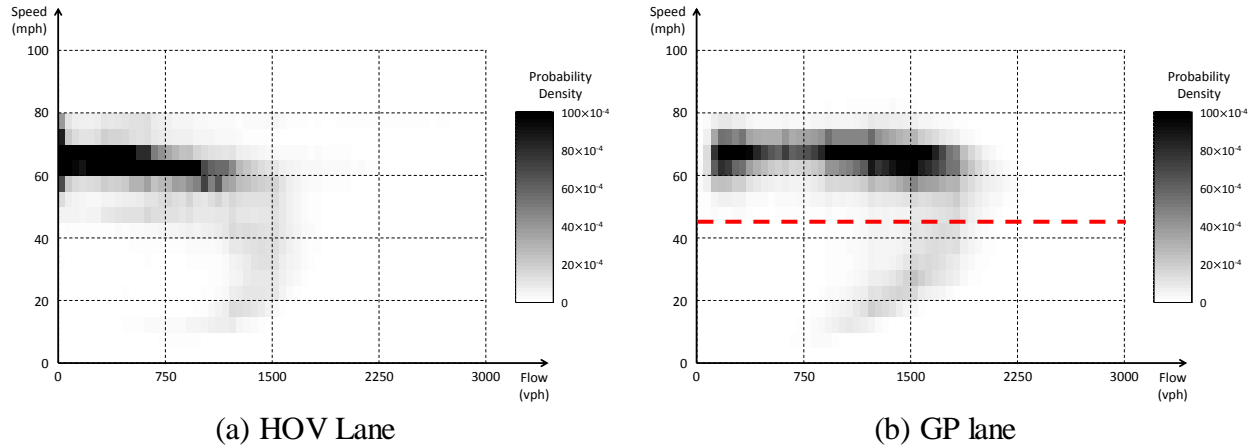 Speed
(mph)
100
80
60
40
20
0
0
750
1500
2250
3000
Flow
(vph)
Probability
Density
100×10⁻⁴
80×10⁻⁴
60×10⁻⁴
40×10⁻⁴
20×10⁻⁴
0
(a) HOV Lane
Speed
(mph)
100
80
60
40
20
0
0
750
1500
2250
3000
Flow
(vph)
Probability
Density
100×10⁻⁴
80×10⁻⁴
60×10⁻⁴
40×10⁻⁴
20×10⁻⁴
0
(b) GP lane